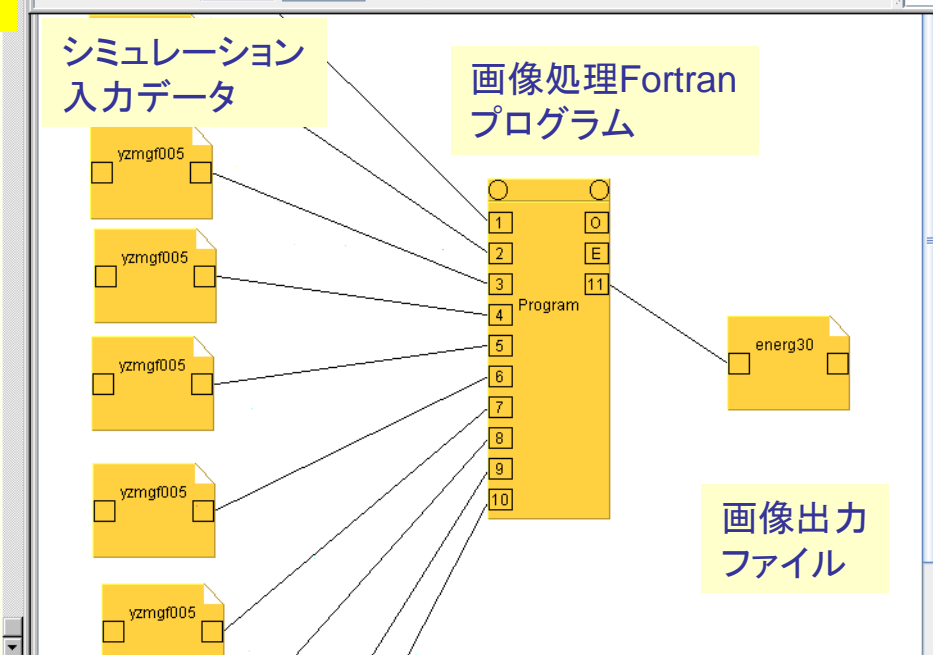 シミュレーション
入力データ
画像処理Fortran
プログラム
yzmgf005
yzmgf005
yzmgf005
yzmgf005
yzmgf005
1
2
3
4
5
6
7
8
9
10
O
E
11
Program
energ30
画像出力
ファイル